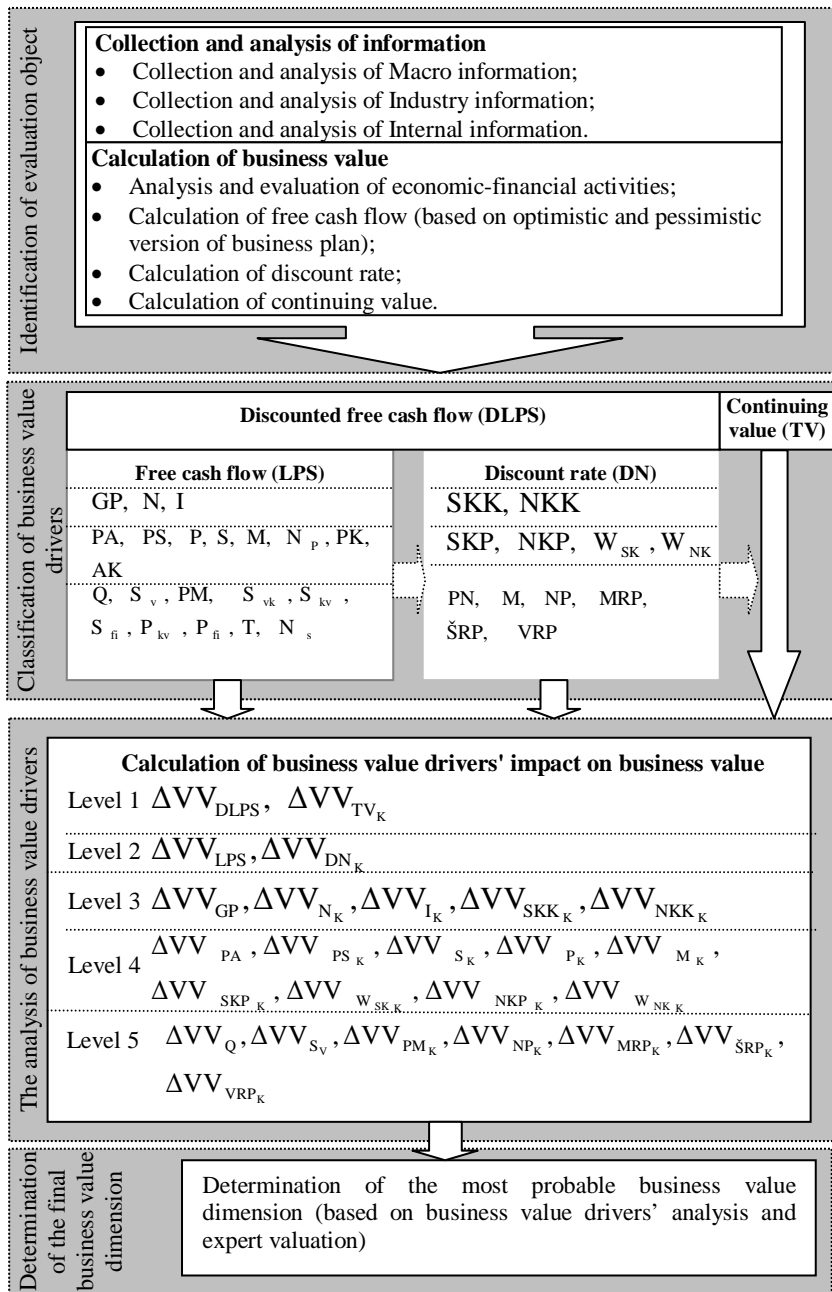 Identification of evaluation object
Collection and analysis of information
• Collection and analysis of Macro information;
• Collection and analysis of Industry information;
• Collection and analysis of Internal information.
Calculation of business value
• Analysis and evaluation of economic-financial activities;
• Calculation of free cash flow (based on optimistic and pessimistic
version of business plan);
• Calculation of discount rate;
• Calculation of continuing value.
Classification of business value
drivers
Discounted free cash flow (DLPS)
Continuing
value (TV)
Free cash flow (LPS)
GP, N, I
PA, PS, P, S, M, N P , PK,
AK
Q, S v , PM, S vk , S kv ,
S fi , P kv , P fi , T, N s
Discount rate (DN)
SKK, NKK
SKP, NKP, W SK , W NK
PN, M, NP, MRP,
ŠRP, VRP
The analysis of business value drivers
Calculation of business value drivers' impact on business value
Level 1 ΔVV DLPS , ΔVV TV K
Level 2 ΔVV LPS , ΔVV DN K
Level 3 ΔVV GP , ΔVV N K , ΔVV I K , ΔVV SKK K , ΔVV NKK K
Level 4 ΔVV PA , ΔVV PS K , ΔVV S K , ΔVV P K , ΔVV M K ,
ΔVV SKP K , ΔVV W SK K , ΔVV NKP K , ΔVV W NK K
Level 5 ΔVV Q , ΔVV S V , ΔVV PM K , ΔVV NP K , ΔVV MRP K , ΔVV ŠRP K ,
ΔVV VRP K
Determination
of the final
business value
dimension
Determination of the most probable business value
dimension (based on business value drivers’ analysis and
expert valuation)